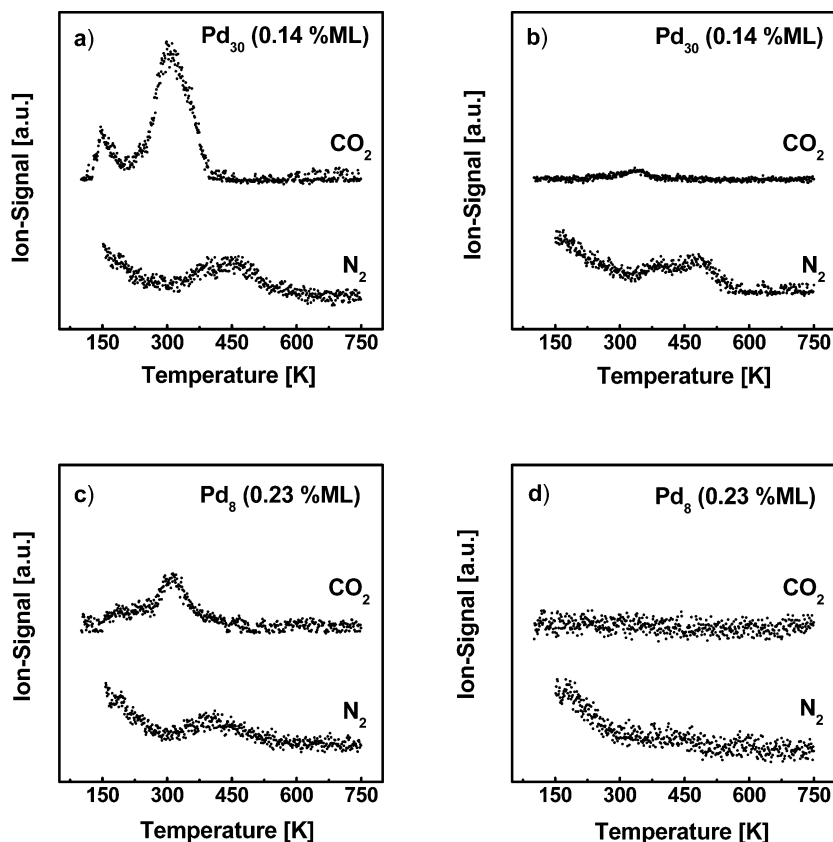 a) Pd30 (0.14 %ML)
CO2
N2
Ion-Signal [a.u.]
150 300 450 600 750
Temperature [K]
b) Pd30 (0.14 %ML)
CO2
N2
Ion-Signal [a.u.]
150 300 450 600 750
Temperature [K]
c) Pd8 (0.23 %ML)
CO2
N2
Ion-Signal [a.u.]
150 300 450 600 750
Temperature [K]
d) Pd8 (0.23 %ML)
CO2
N2
Ion-Signal [a.u.]
150 300 450 600 750
Temperature [K]